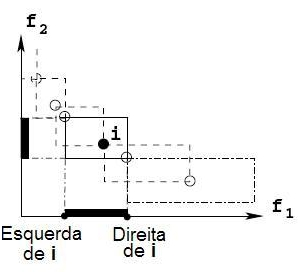 f2
i
f1
Esquerda Direita
de i de i